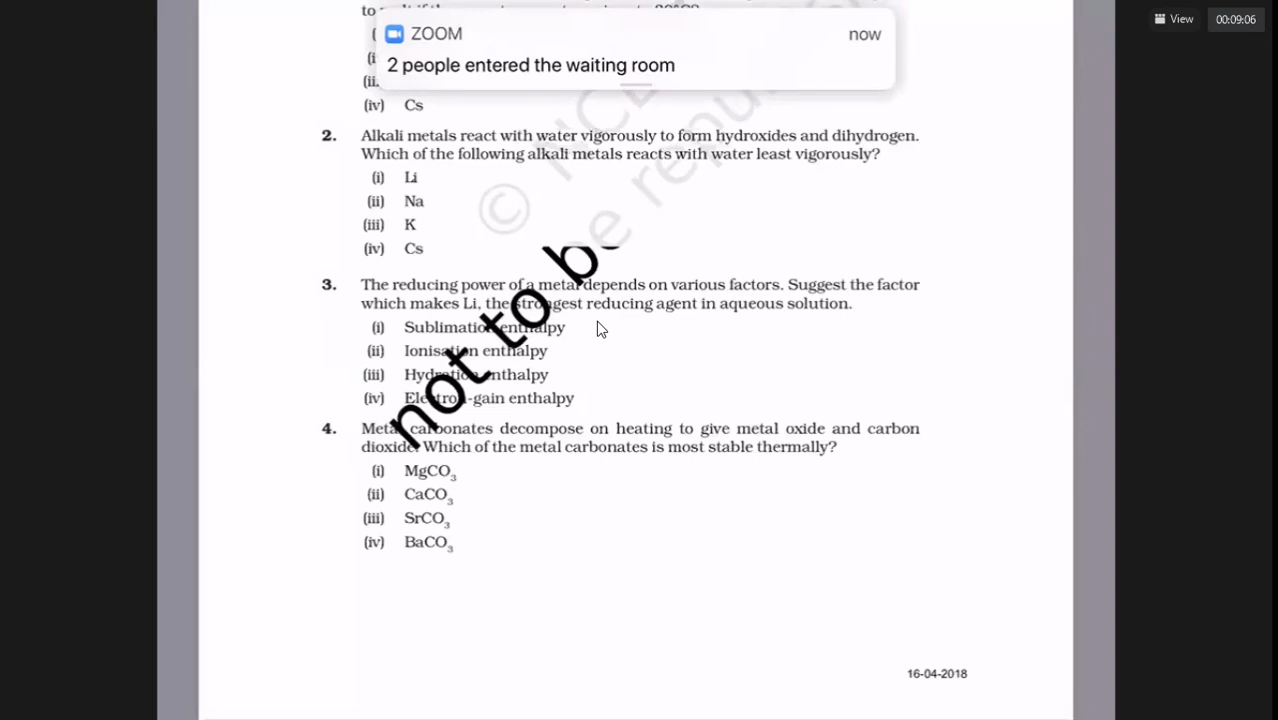 View
00:09:06
to
ZOOM
now
2 people entered the waiting room
(iv) Cs
2. Alkali metals react with water vigorously to form hydroxides and dihydrogen.
Which of the following alkali metals reacts with water least vigorously?
(i) Li
(ii) Na
(iii) K
(iv) Cs
3. The reducing power of a metal depends on various factors. Suggest the factor
which makes Li, the strongest reducing agent in aqueous solution.
(i) Sublimation enthalpy
(ii) Ionisation enthalpy
(iii) Hydration enthalpy
(iv) Electron-gain enthalpy
4. Metal carbonates decompose on heating to give metal oxide and carbon
dioxide. Which of the metal carbonates is most stable thermally?
(i) MgCO₃
(ii) CaCO₃
(iii) SrCO₃
(iv) BaCO₃
16-04-2018
©
not to be